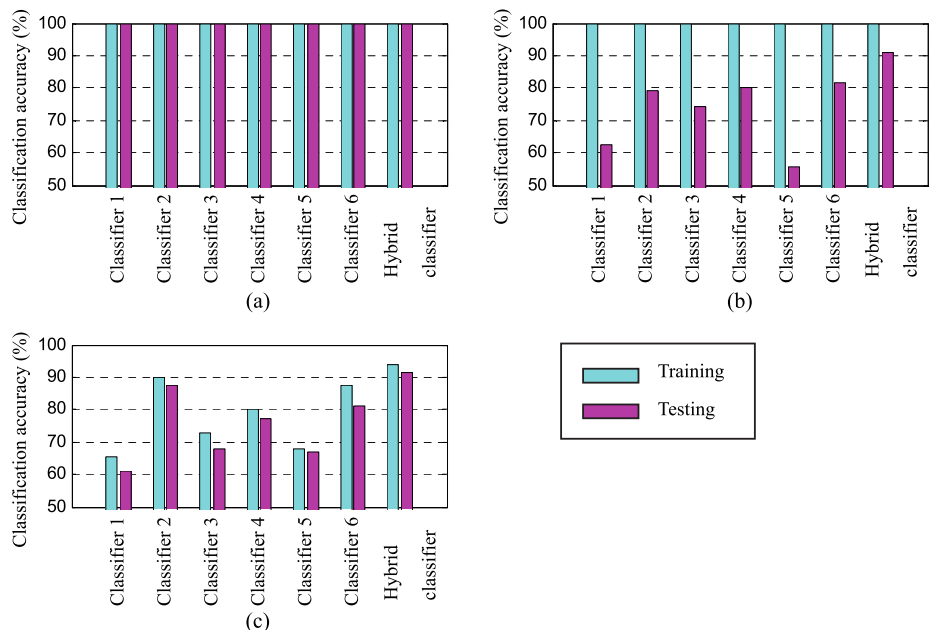 Classification accuracy (%)
100
90
80
70
60
50
Classifier 1
Classifier 2
Classifier 3
Classifier 4
Classifier 5
Classifier 6
Hybrid
classifier
(a)
Classification accuracy (%)
100
90
80
70
60
50
Classifier 1
Classifier 2
Classifier 3
Classifier 4
Classifier 5
Classifier 6
Hybrid
classifier
(b)
Classification accuracy (%)
100
90
80
70
60
50
Classifier 1
Classifier 2
Classifier 3
Classifier 4
Classifier 5
Classifier 6
Hybrid
classifier
(c)
Training
Testing